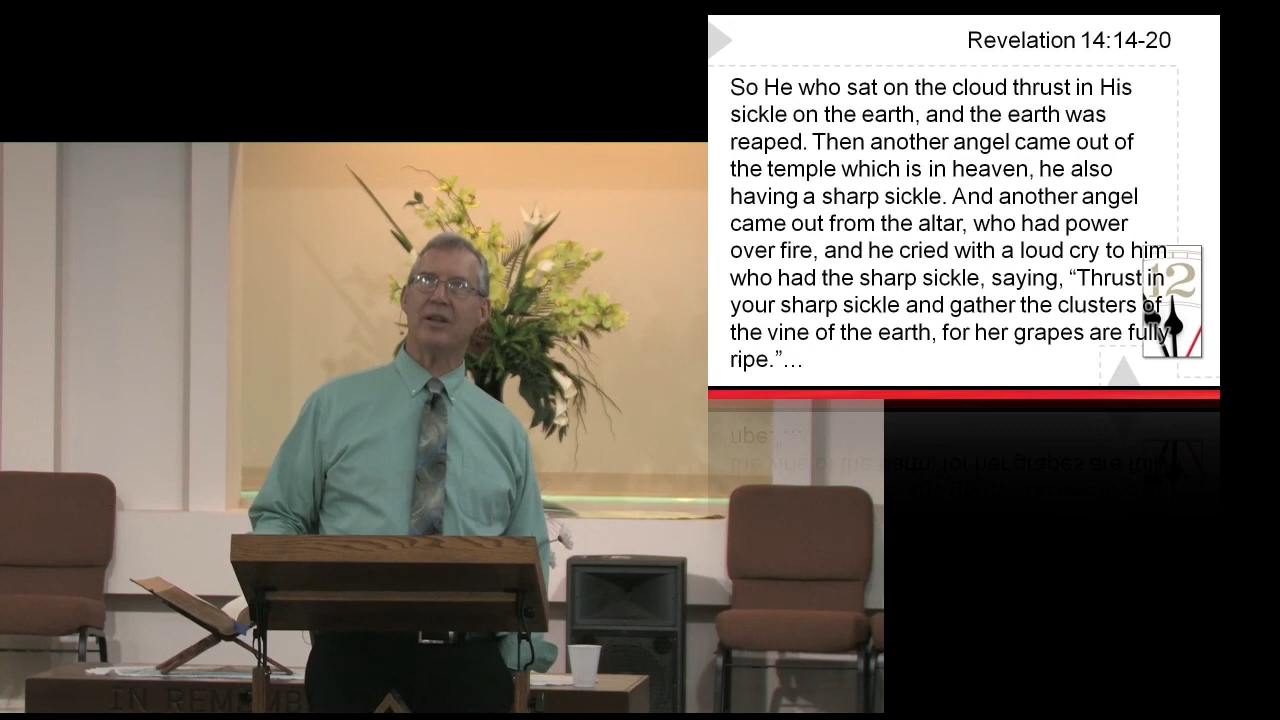 Revelation 14:14-20
So He who sat on the cloud thrust in His
sickle on the earth, and the earth was
reaped. Then another angel came out of
the temple which is in heaven, he also
having a sharp sickle. And another angel
came out from the altar, who had power
over fire, and he cried with a loud cry to him
who had the sharp sickle, saying, “Thrust in
your sharp sickle and gather the clusters of
the vine of the earth, for her grapes are fully
ripe.”…
12
IN REMEMB